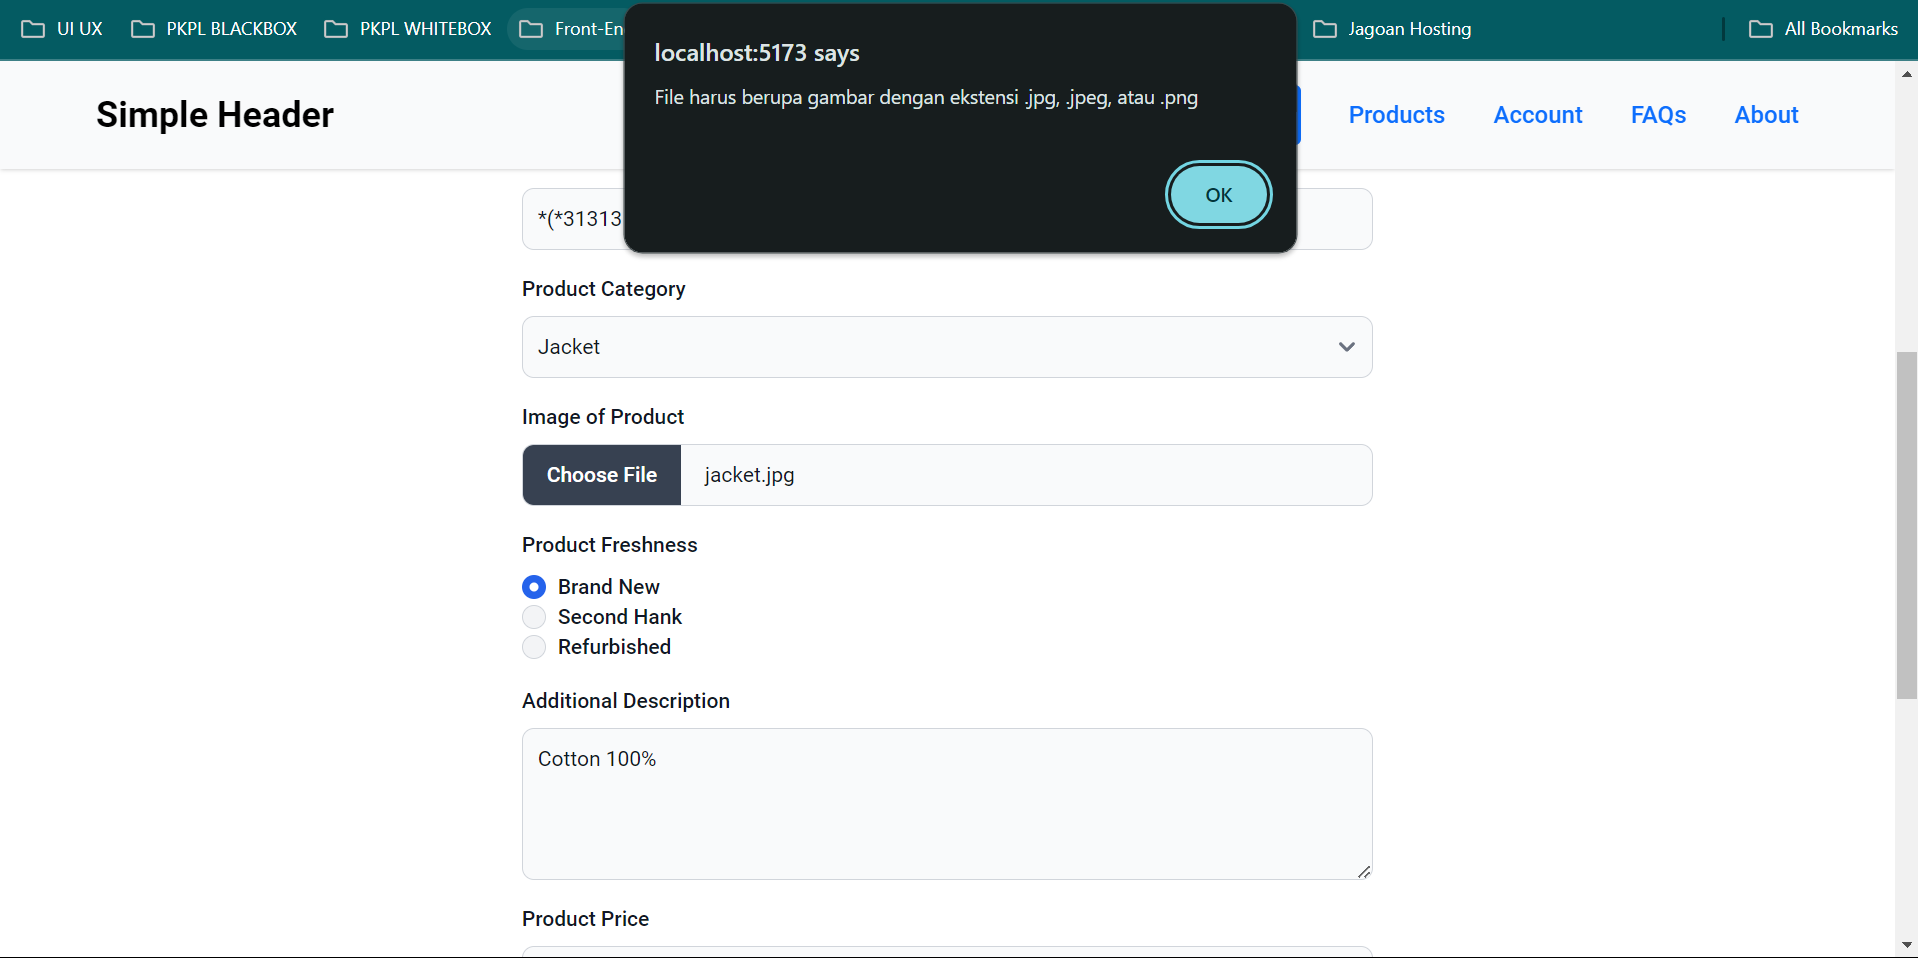 UI UX
PKPL BLACKBOX
PKPL WHITEBOX
Front-En
Jagoan Hosting
All Bookmarks
localhost:5173 says
File harus berupa gambar dengan ekstensi .jpg, .jpeg, atau .png
OK
Simple Header
Products
Account
FAQs
About
*(*31313
Product Category
Jacket
Image of Product
Choose File
jacket.jpg
Product Freshness
Brand New
Second Hank
Refurbished
Additional Description
Cotton 100%
Product Price